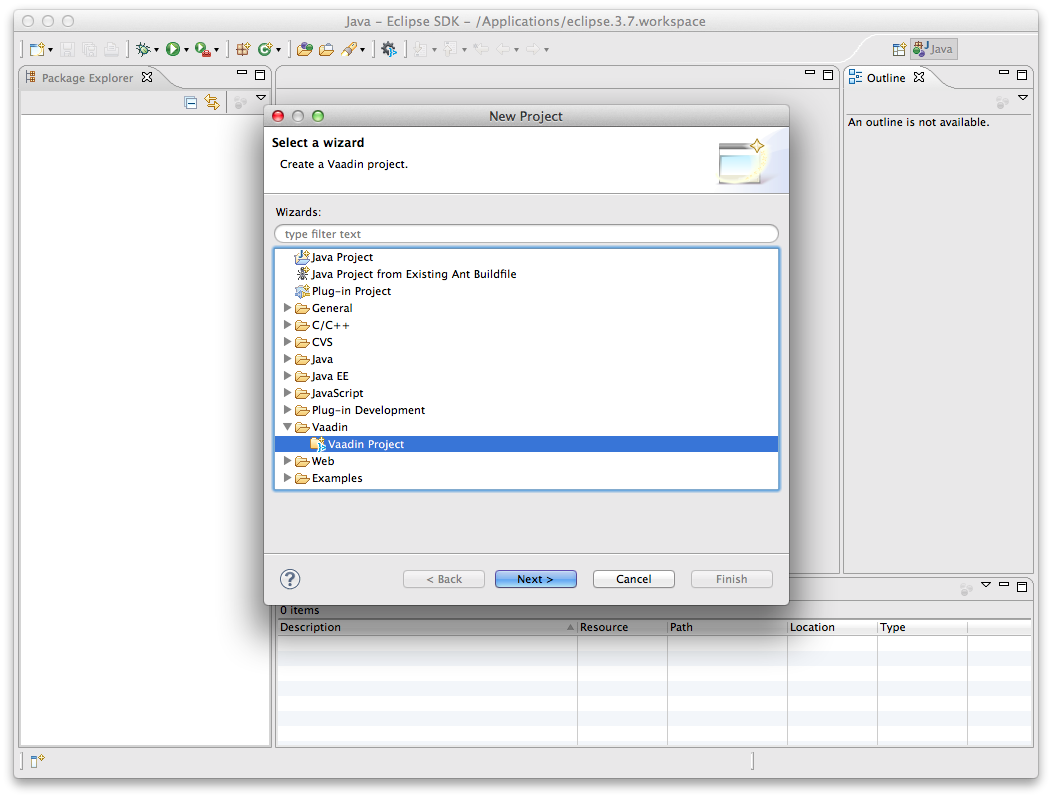 Java – Eclipse SDK – /Applications/eclipse.3.7.workspace
Java
Package Explorer
Outline
An outline is not available.
New Project
Select a wizard
Create a Vaadin project.
Wizards:
type filter text
Java Project
Java Project from Existing Ant Buildfile
Plug-in Project
General
C/C++
CVS
Java
Java EE
JavaScript
Plug-in Development
Vaadin
Vaadin Project
Web
Examples
? < Back Next > Cancel Finish
0 items
Description Resource Path Location Type